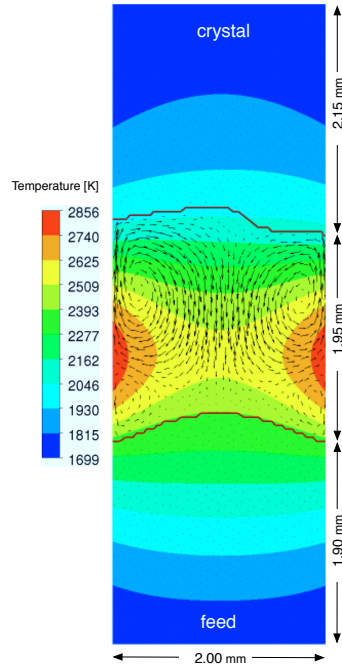 crystal
2.15 mm
Temperature [K]
2856
2740
2625
2509
2393
2277
2162
2046
1930
1815
1699
1.95 mm
1.90 mm
feed
2.00 mm